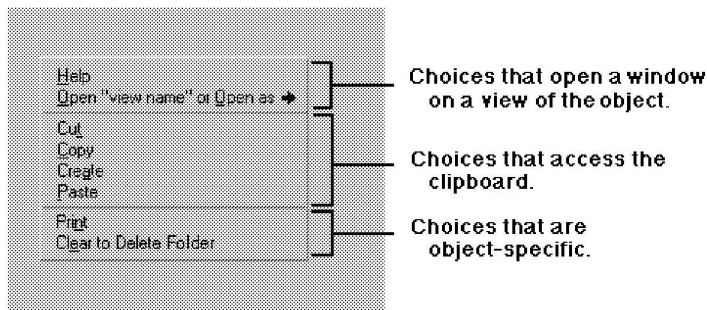 Help
Open "view name" or Open as ➔
Choices that open a window
on a view of the object.
Cut
Copy
Create
Paste
Choices that access the
clipboard.
Print
Clear to Delete Folder
Choices that are
object-specific.